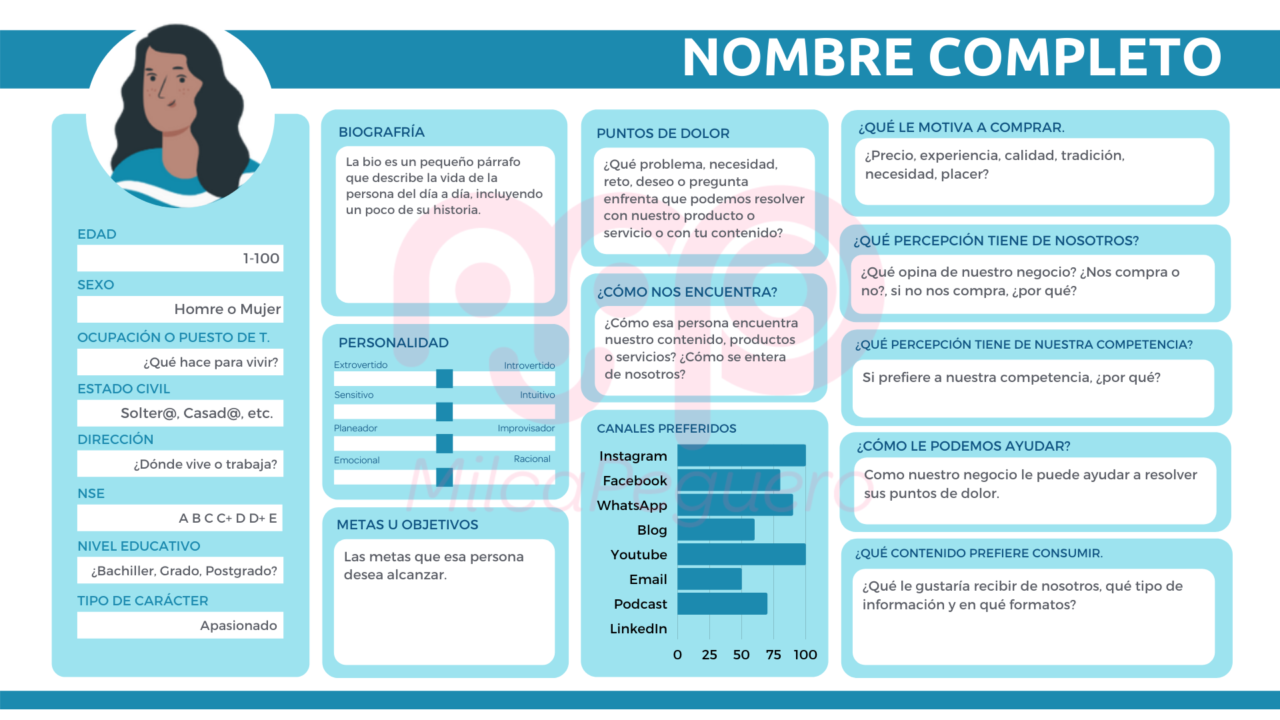 NOMBRE COMPLETO
EDAD
1-100
SEXO
Homre o Mujer
OCUPACIÓN O PUESTO DE T.
¿Qué hace para vivir?
ESTADO CIVIL
Solter@, Casad@, etc.
DIRECCIÓN
¿Dónde vive o trabaja?
NSE
A B C C+ D D+ E
NIVEL EDUCATIVO
¿Bachiller, Grado, Postgrado?
TIPO DE CARÁCTER
Apasionado
BIOGRAFRÍA
La bio es un pequeño párrafo
que describe la vida de la
persona del día a día, incluyendo
un poco de su historia.
PERSONALIDAD
Extrovertido Introvertido
Sensitivo Intuitivo
Planeador Improvisador
Emocional Racional
METAS U OBJETIVOS
Las metas que esa persona
desea alcanzar.
PUNTOS DE DOLOR
¿Qué problema, necesidad,
reto, deseo o pregunta
enfrenta que podemos resolver
con nuestro producto o
servicio o con tu contenido?
¿CÓMO NOS ENCUENTRA?
¿Cómo esa persona encuentra
nuestro contenido, productos
o servicios? ¿Cómo se entera
de nosotros?
CANALES PREFERIDOS
Instagram
Facebook
WhatsApp
Blog
Youtube
Email
Podcast
LinkedIn
0 25 50 75 100
¿QUÉ LE MOTIVA A COMPRAR.
¿Precio, experiencia, calidad, tradición,
necesidad, placer?
¿QUÉ PERCEPCIÓN TIENE DE NOSOTROS?
¿Qué opina de nuestro negocio? ¿Nos compra o
no?, si no nos compra, ¿por qué?
¿QUÉ PERCEPCIÓN TIENE DE NUESTRA COMPETENCIA?
Si prefiere a nuestra competencia, ¿por qué?
¿CÓMO LE PODEMOS AYUDAR?
Como nuestro negocio le puede ayudar a resolver
sus puntos de dolor.
¿QUÉ CONTENIDO PREFIERE CONSUMIR.
¿Qué le gustaría recibir de nosotros, qué tipo de
información y en qué formatos?
MilcaPeguero